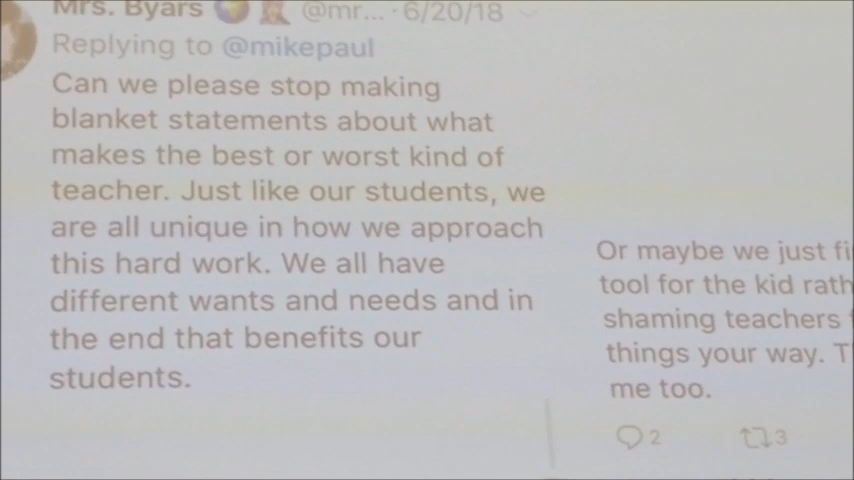 Mrs. Byars @mr... · 6/20/18
Replying to @mikepaul
Can we please stop making
blanket statements about what
makes the best or worst kind of
teacher. Just like our students, we
are all unique in how we approach
this hard work. We all have
different wants and needs and in
the end that benefits our
students.
Or maybe we just
tool for the kid
shaming teachers
things your way.
me too.
2 3